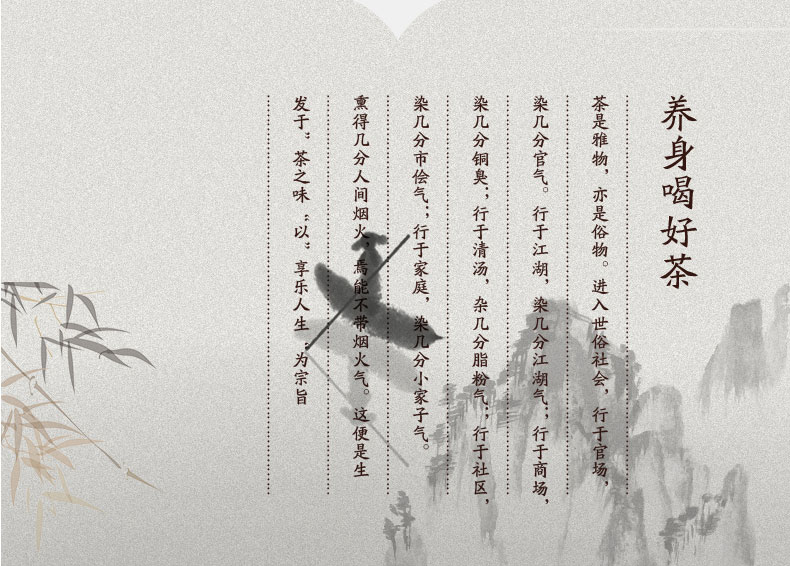 养身喝好茶
茶是雅物，亦是俗物。进入世俗社会，行于官场，
染几分官气。行于江湖，染几分江湖气；行于商场，
染几分铜臭；行于清汤，杂几分脂粉气；行于社区，
染几分市侩气；行于家庭，染几分小家子气。
熏得几分人间烟火，焉能不带烟火气。这便是生
发于"茶之味"以"享乐人生"为宗旨